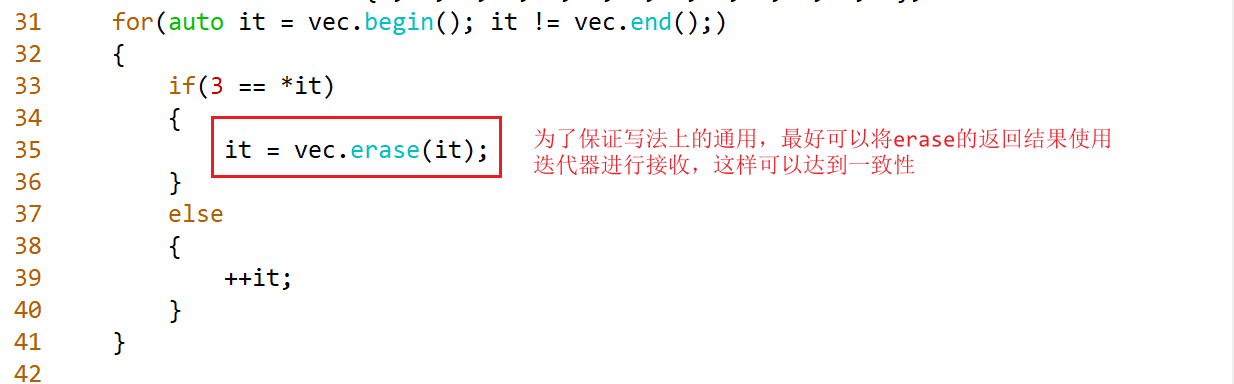 31 for(auto it = vec.begin(); it != vec.end();)
32 {
33 if(3 == *it)
34 {
35 it = vec.erase(it);
为了保证写法上的通用，最好可以将erase的返回结果使用
迭代器进行接收，这样可以达到一致性
36 }
37 else
38 {
39 ++it;
40 }
41 }
42